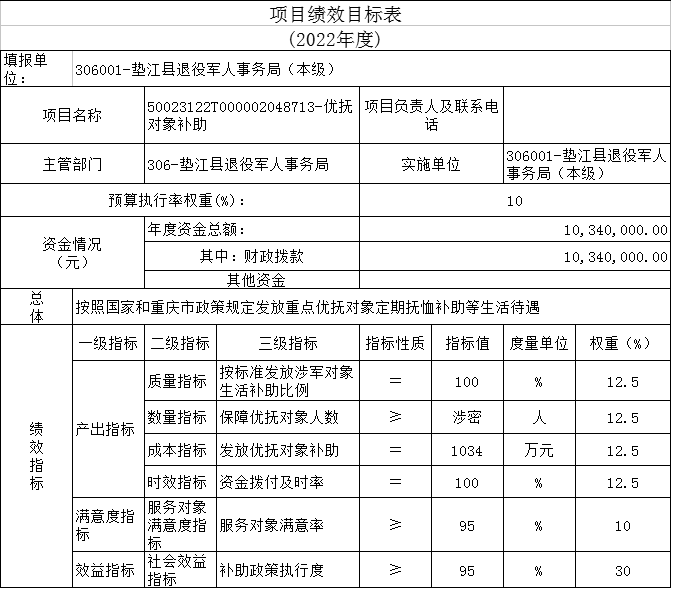 项目绩效目标表
(2022年度)
填报单位: 306001-垫江县退役军人事务局（本级）
项目名称 50023122T000002048713-优抚对象补助 项目负责人及联系电话
主管部门 306-垫江县退役军人事务局 实施单位 306001-垫江县退役军人事务局（本级）
预算执行率权重(%): 10
资金情况（元） 年度资金总额: 10,340,000.00
其中: 财政拨款 10,340,000.00
其他资金
总体 按照国家和重庆市政策规定发放重点优抚对象定期抚恤补助等生活待遇
绩效指标 一级指标 二级指标 三级指标 指标性质 指标值 度量单位 权重（%）
产出指标 质量指标 按标准发放涉军对象生活补助比例 ＝ 100 % 12.5
数量指标 保障优抚对象人数 ≥ 涉密 人 12.5
成本指标 发放优抚对象补助 ＝ 1034 万元 12.5
时效指标 资金拨付及时率 ＝ 100 % 12.5
满意度指标 服务对象满意度指标 服务对象满意率 ≥ 95 % 10
效益指标 社会效益指标 补助政策执行度 ≥ 95 % 30